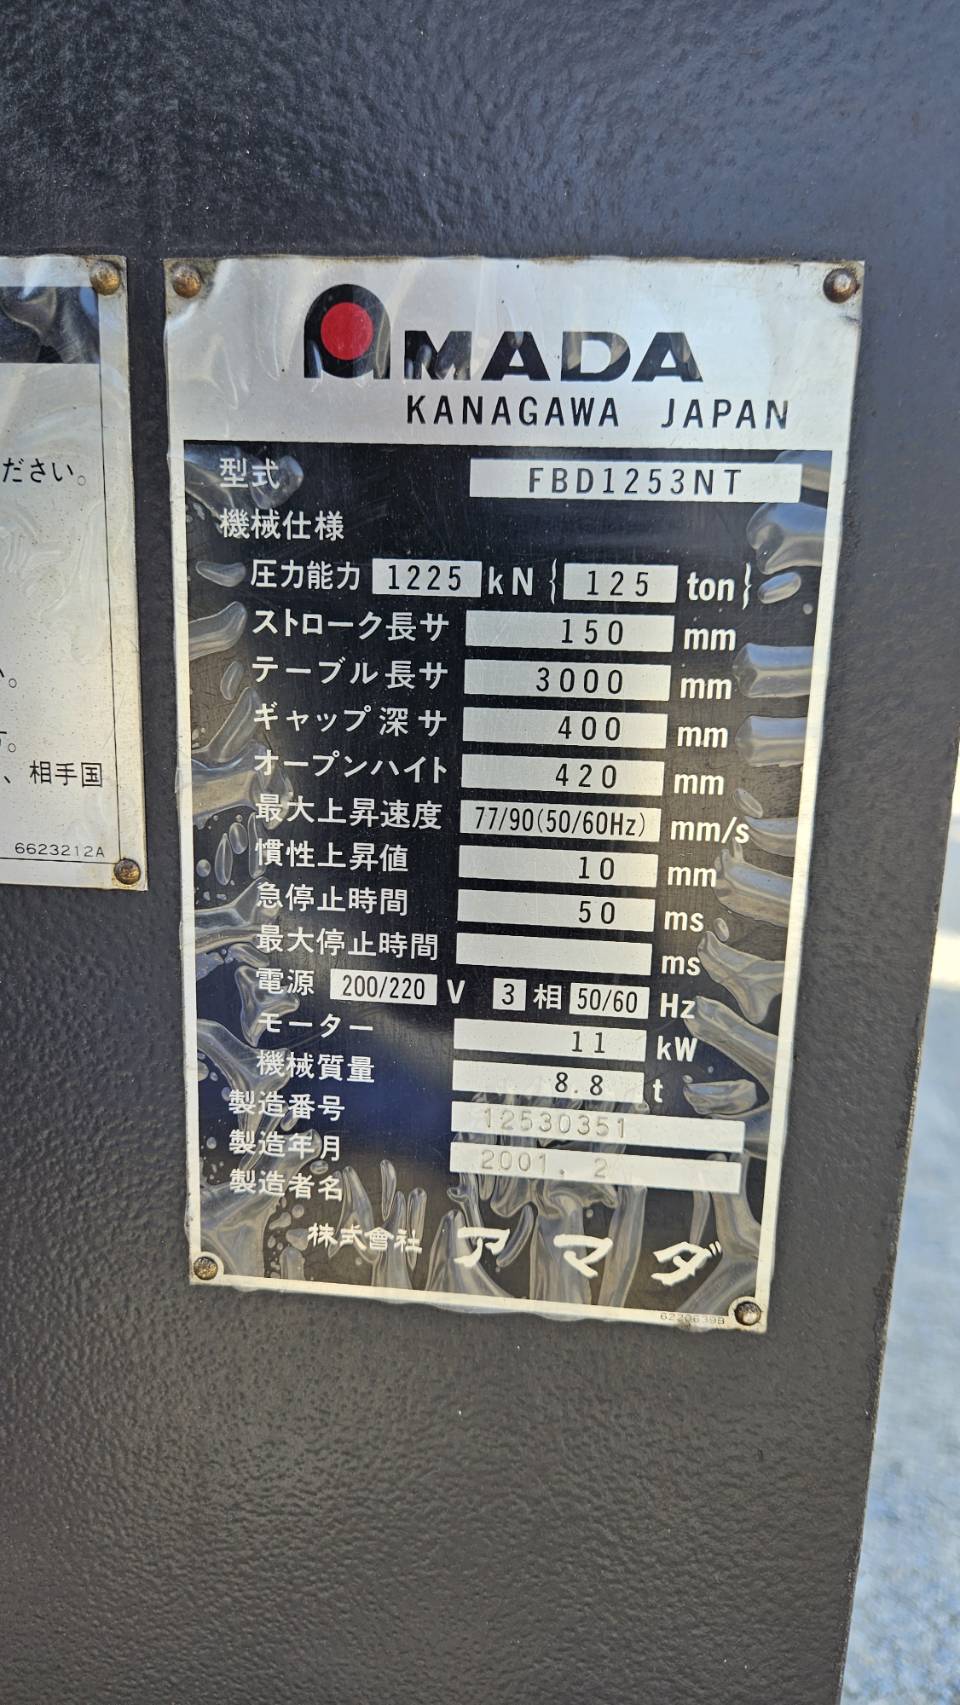 ださい。
い。
す。
、相手国
6623212A
AMADA
KANAGAWA JAPAN
型式 FBD1253NT
機械仕様
圧力能力 1225 kN { 125 ton }
ストローク長サ 150 mm
テーブル長サ 3000 mm
ギャップ深サ 400 mm
オープンハイト 420 mm
最大上昇速度 77/90(50/60Hz) mm/s
慣性上昇値 10 mm
急停止時間 50 ms
最大停止時間 ms
電源 200/220 V 3 相 50/60 Hz
モーター 11 kW
機械質量 8.8 t
製造番号 12530351
製造年月 2001.2
製造者名
株式會社 アマダ
6220639B